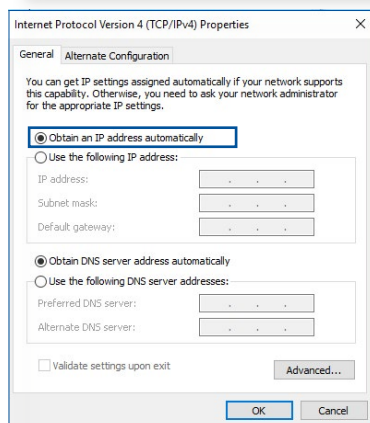 Internet Protocol Version 4 (TCP/IPv4) Properties
General Alternate Configuration
You can get IP settings assigned automatically if your network supports
this capability. Otherwise, you need to ask your network administrator
for the appropriate IP settings.
Obtain an IP address automatically
Use the following IP address:
IP address:
Subnet mask:
Default gateway:
Obtain DNS server address automatically
Use the following DNS server addresses:
Preferred DNS server:
Alternate DNS server:
Validate settings upon exit
Advanced...
OK Cancel